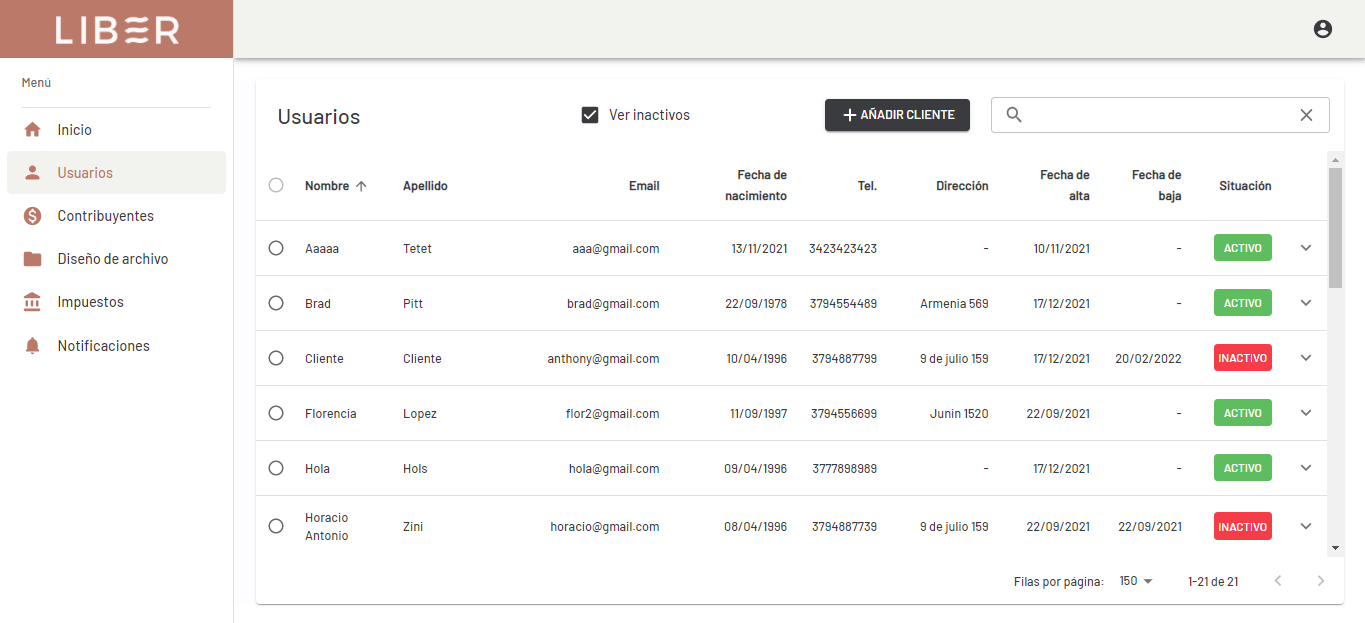 LIBER
Menú
Inicio
Usuarios
Contribuyentes
Diseño de archivo
Impuestos
Notificaciones
Usuarios
Ver inactivos
AÑADIR CLIENTE
Nombre Apellido Email Fecha de nacimiento Tel. Dirección Fecha de alta Fecha de baja Situación
Aaaaa Tetet aaa@gmail.com 13/11/2021 3423423423 - 10/11/2021 - ACTIVO
Brad Pitt brad@gmail.com 22/09/1978 3794554489 Armenia 569 17/12/2021 - ACTIVO
Cliente Cliente anthony@gmail.com 10/04/1996 3794887799 9 de julio 159 17/12/2021 20/02/2022 INACTIVO
Florencia Lopez flor2@gmail.com 11/09/1997 3794556699 Junin 1520 22/09/2021 - ACTIVO
Hola Hols hola@gmail.com 09/04/1996 3777898989 - 17/12/2021 - ACTIVO
Horacio Antonio Zini horacio@gmail.com 08/04/1996 3794887739 9 de julio 159 22/09/2021 22/09/2021 INACTIVO
Filas por página: 150 1-21 de 21